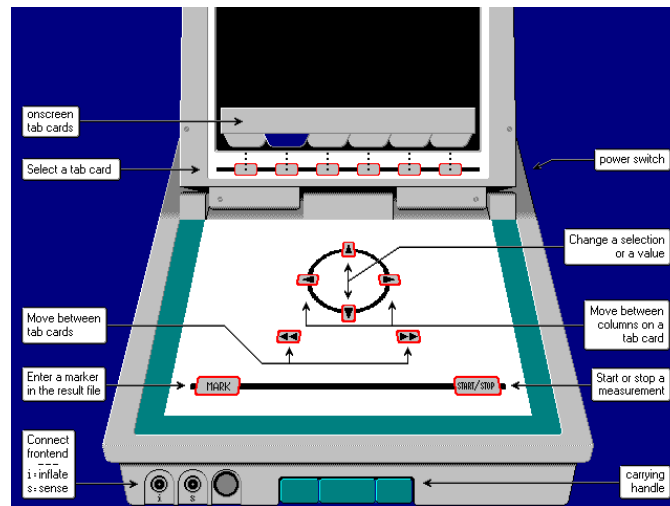 onscreen
tab cards
Select a tab card
power switch
Change a selection
or a value
Move between
tab cards
Move between
columns on a
tab card
Enter a marker
in the result file
MARK
START/STOP
Start or stop a
measurement
Connect
frontend
---
i=inflate
s=sense
i
s
carrying
handle